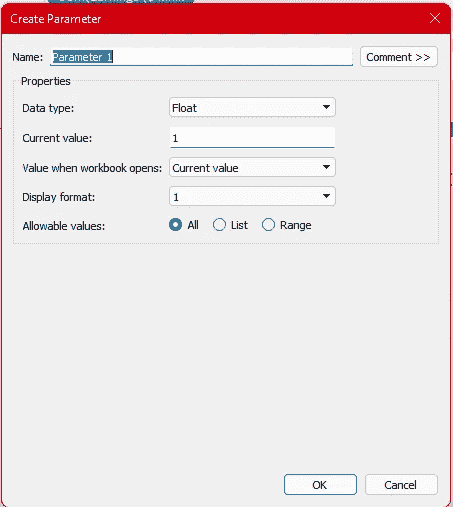 Create Parameter
Name: Parameter 1 Comment >>
Properties
Data type: Float
Current value: 1
Value when workbook opens: Current value
Display format: 1
Allowable values: All List Range
OK Cancel